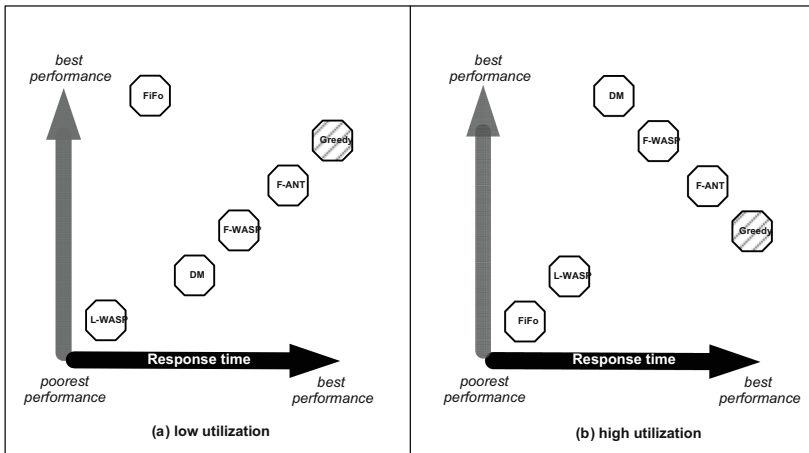 best
performance
FiFo
Greedy
F-ANT
F-WASP
DM
L-WASP
Response time
poorest
performance
best
performance
(a) low utilization
best
performance
DM
F-WASP
F-ANT
Greedy
L-WASP
FiFo
Response time
poorest
performance
best
performance
(b) high utilization